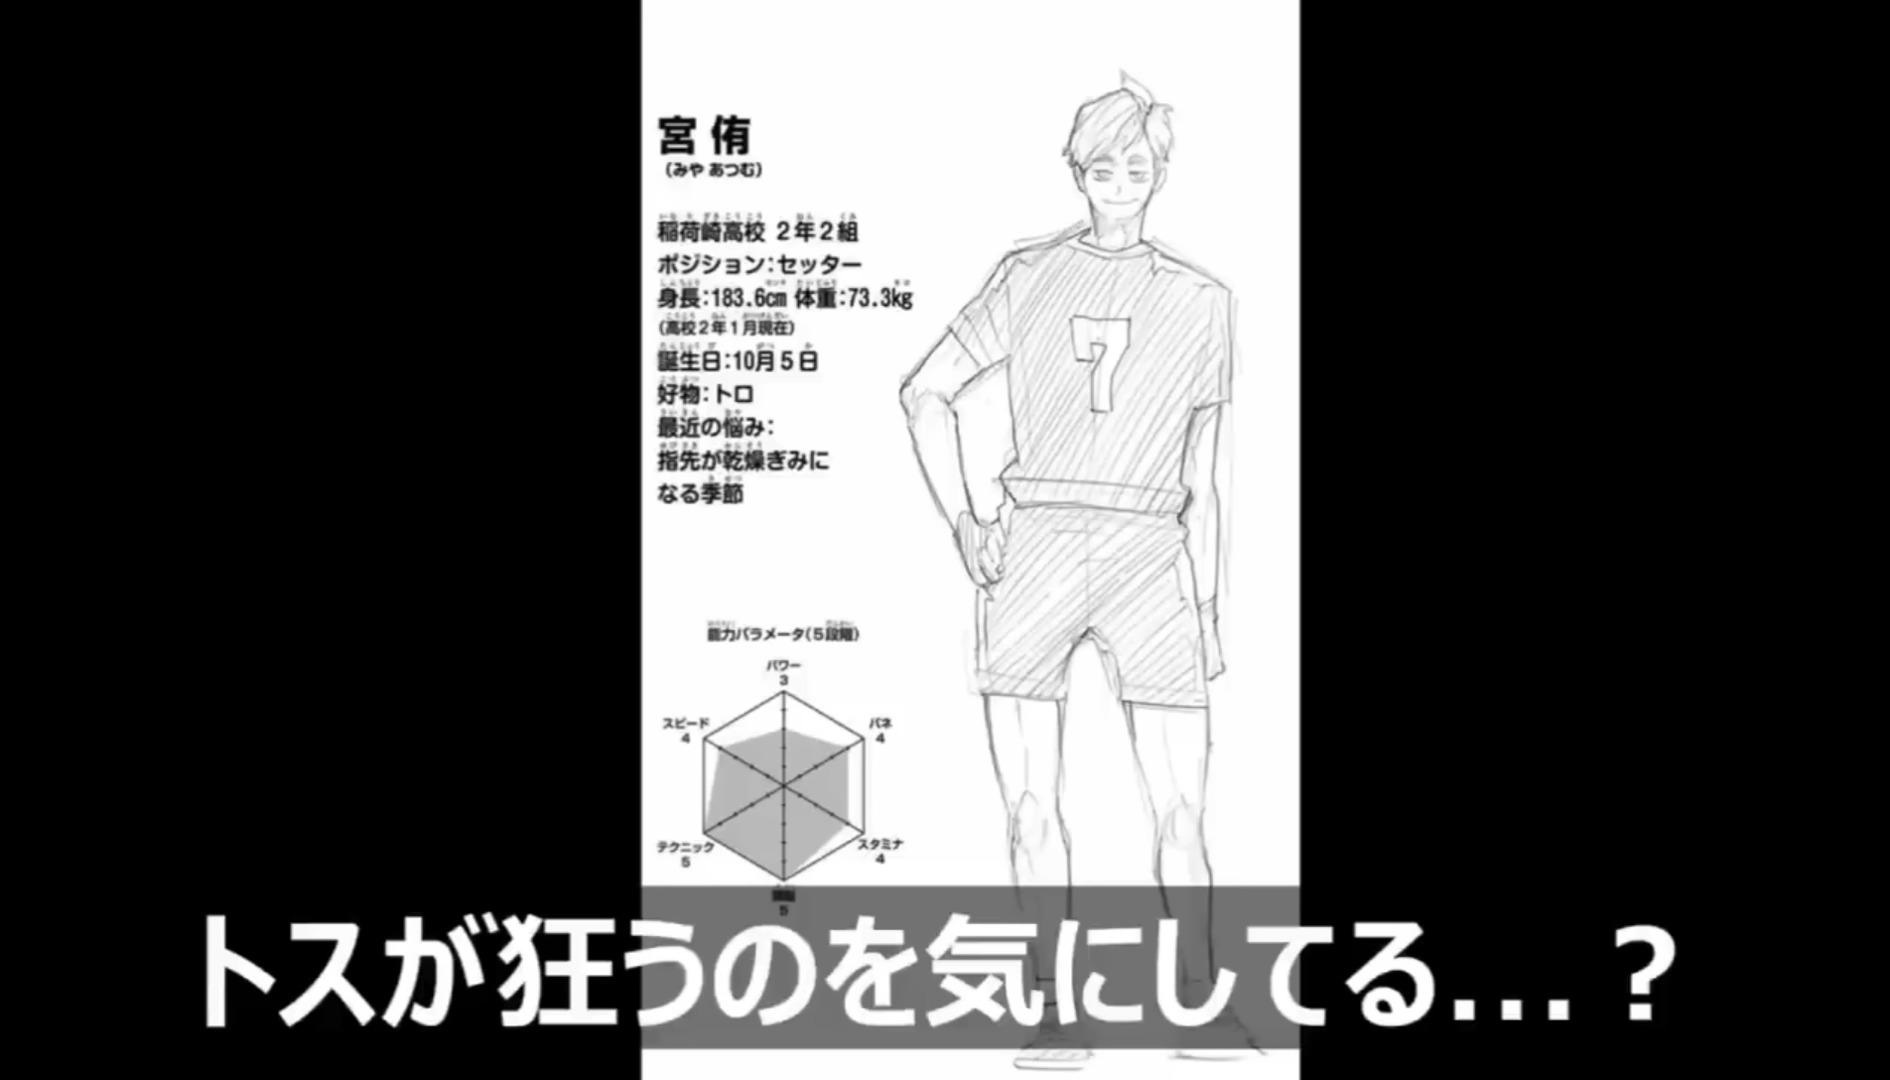 宮 侑
(みや あつむ)
稲荷崎高校 2年2組
ポジション:セッター
身長:183.6cm 体重:73.3kg
(高校2年1月現在)
誕生日:10月5日
好物:トロ
最近の悩み:
指先が乾燥ぎみに
なる季節
能力パラメータ(5段階)
パワー
3
スピード
4
バネ
4
テクニック
5
スタミナ
4
5
7
トスが狂うのを気にしてる...?